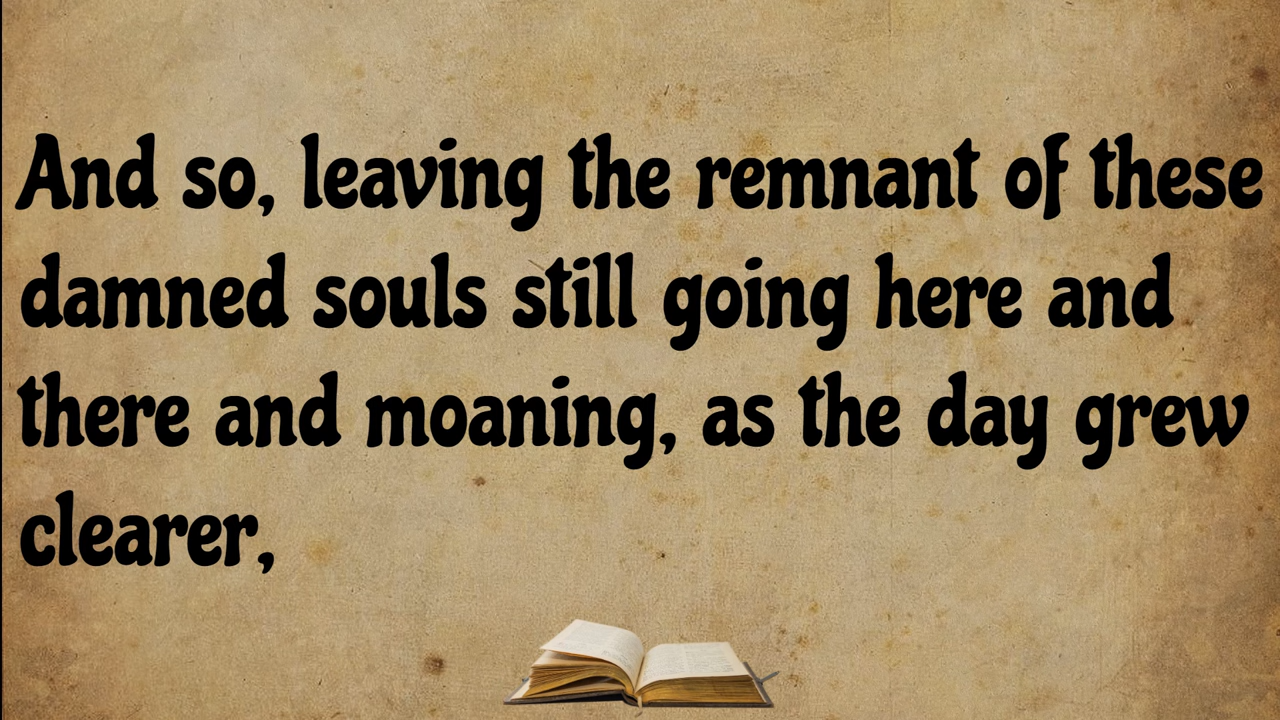 And so, leaving the remnant of these
damned souls still going here and
there and moaning, as the day grew
clearer,